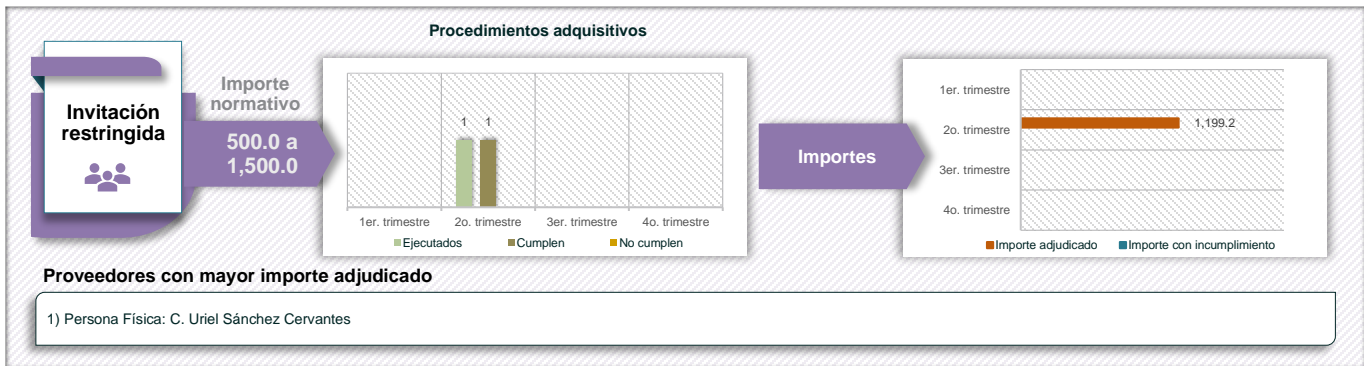 Procedimientos adquisitivos
Invitación
restringida
Importe
normativo
500.0 a
1,500.0
1 1
1er. trimestre 2o. trimestre 3er. trimestre 4o. trimestre
Ejecutados Cumplen No cumplen
Importes
1er. trimestre
2o. trimestre 1,199.2
3er. trimestre
4o. trimestre
Importe adjudicado Importe con incumplimiento
Proveedores con mayor importe adjudicado
1) Persona Física: C. Uriel Sánchez Cervantes